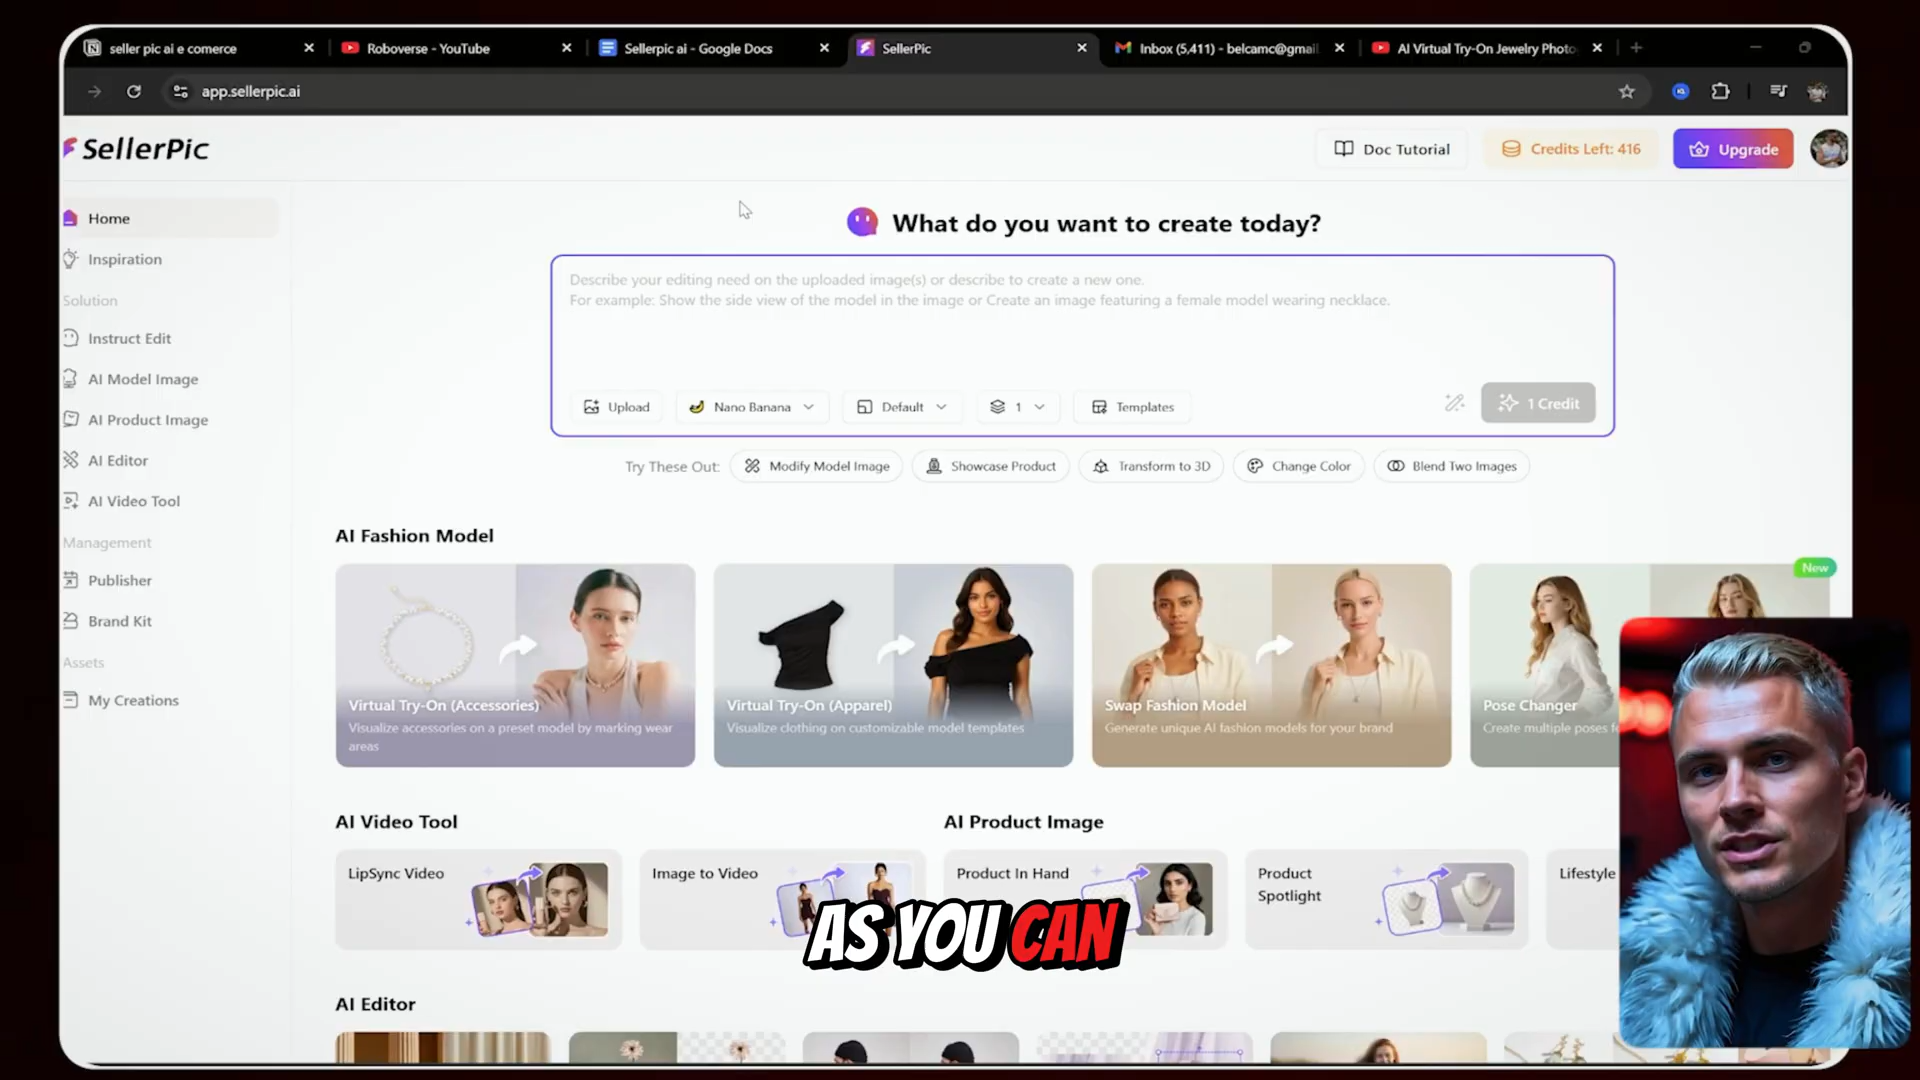 seller pic ai e comerce
Roboverse - YouTube
Sellerpic ai - Google Docs
SellerPic
Inbox (5,411) - belcamc@gmail
AI Virtual Try-On Jewelry Photo
app.sellerpic.ai
SellerPic
Doc Tutorial
Credits Left: 416
Upgrade
Home
Inspiration
Solution
Instruct Edit
AI Model Image
AI Product Image
AI Editor
AI Video Tool
Management
Publisher
Brand Kit
Assets
My Creations
What do you want to create today?
Describe your editing need on the uploaded image(s) or describe to create a new one.
For example: Show the side view of the model in the image or Create an image featuring a female model wearing necklace.
Upload
Nano Banana
Default
1
Templates
1 Credit
Try These Out:
Modify Model Image
Showcase Product
Transform to 3D
Change Color
Blend Two Images
AI Fashion Model
Virtual Try-On (Accessories)
Visualize accessories on a preset model by marking wear
areas
Virtual Try-On (Apparel)
Visualize clothing on customizable model templates
Swap Fashion Model
Generate unique AI fashion models for your brand
New
Pose Changer
Create multiple poses
AI Video Tool
LipSync Video
Image to Video
AI Product Image
Product In Hand
Product
Spotlight
Lifestyle
AS YOU CAN
AI Editor